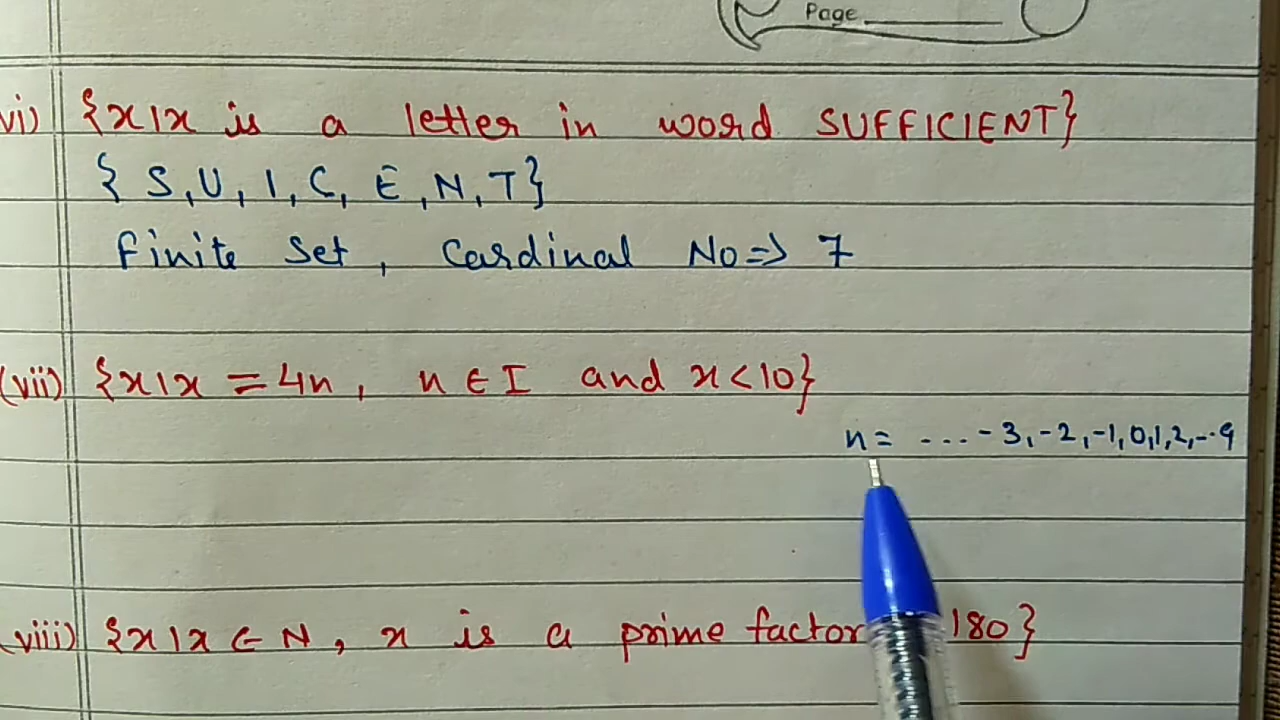 Page
vi) {x|x is a letter in word SUFFICIENT}
{ S, U, I, C, E, N, T}
Finite Set, Cardinal No => 7
(vii) {x|x = 4n, n ∈ I and x < 10}
n = ... -3, -2, -1, 0, 1, 2, -- 9
(viii) {x|x ∈ N, x is a prime factor 180}